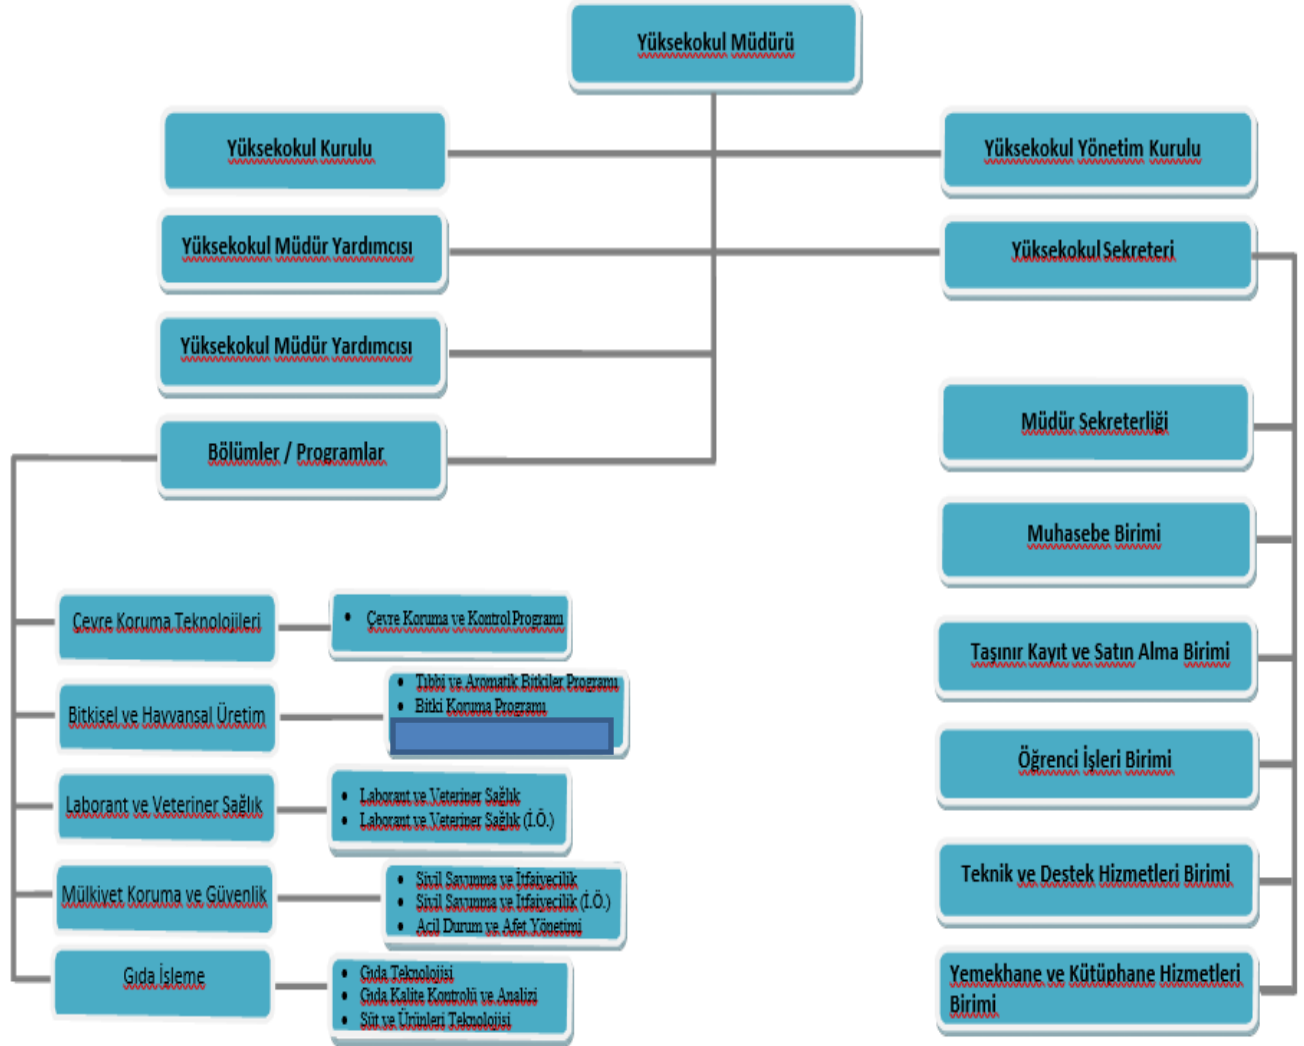 Yüksekokul Müdürü
Yüksekokul Kurulu
Yüksekokul Yönetim Kurulu
Yüksekokul Müdür Yardımcısı
Yüksekokul Sekreteri
Yüksekokul Müdür Yardımcısı
Bölümler / Programlar
Müdür Sekreterliği
Muhasebe Birimi
Taşınır Kayıt ve Satın Alma Birimi
Öğrenci İşleri Birimi
Teknik ve Destek Hizmetleri Birimi
Yemekhane ve Kütüphane Hizmetleri
Birimi
Çevre Koruma Teknolojileri
• Çevre Koruma ve Kontrol Programı
Bitkisel ve Hayvansal Üretim
• Tıbbi ve Aromatik Bitkiler Programı
• Bitki Koruma Programı
Laborant ve Veteriner Sağlık
• Laborant ve Veteriner Sağlık
• Laborant ve Veteriner Sağlık (İ.Ö.)
Mülkiyet Koruma ve Güvenlik
• Sivil Savunma ve İtfaiyecilik
• Sivil Savunma ve İtfaiyecilik (İ.Ö.)
• Acil Durum ve Afet Yönetimi
Gıda İşleme
• Gıda Teknolojisi
• Gıda Kalite Kontrolü ve Analizi
• Süt ve Ürünleri Teknolojisi